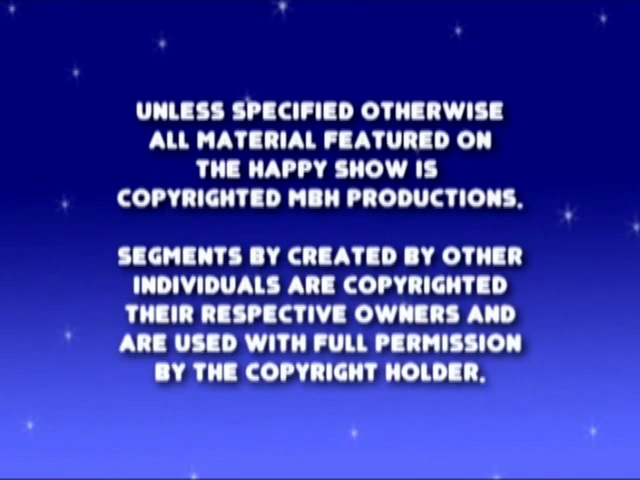 UNLESS SPECIFIED OTHERWISE
ALL MATERIAL FEATURED ON
THE HAPPY SHOW IS
COPYRIGHTED MBH PRODUCTIONS.
SEGMENTS BY CREATED BY OTHER
INDIVIDUALS ARE COPYRIGHTED
THEIR RESPECTIVE OWNERS AND
ARE USED WITH FULL PERMISSION
BY THE COPYRIGHT HOLDER.